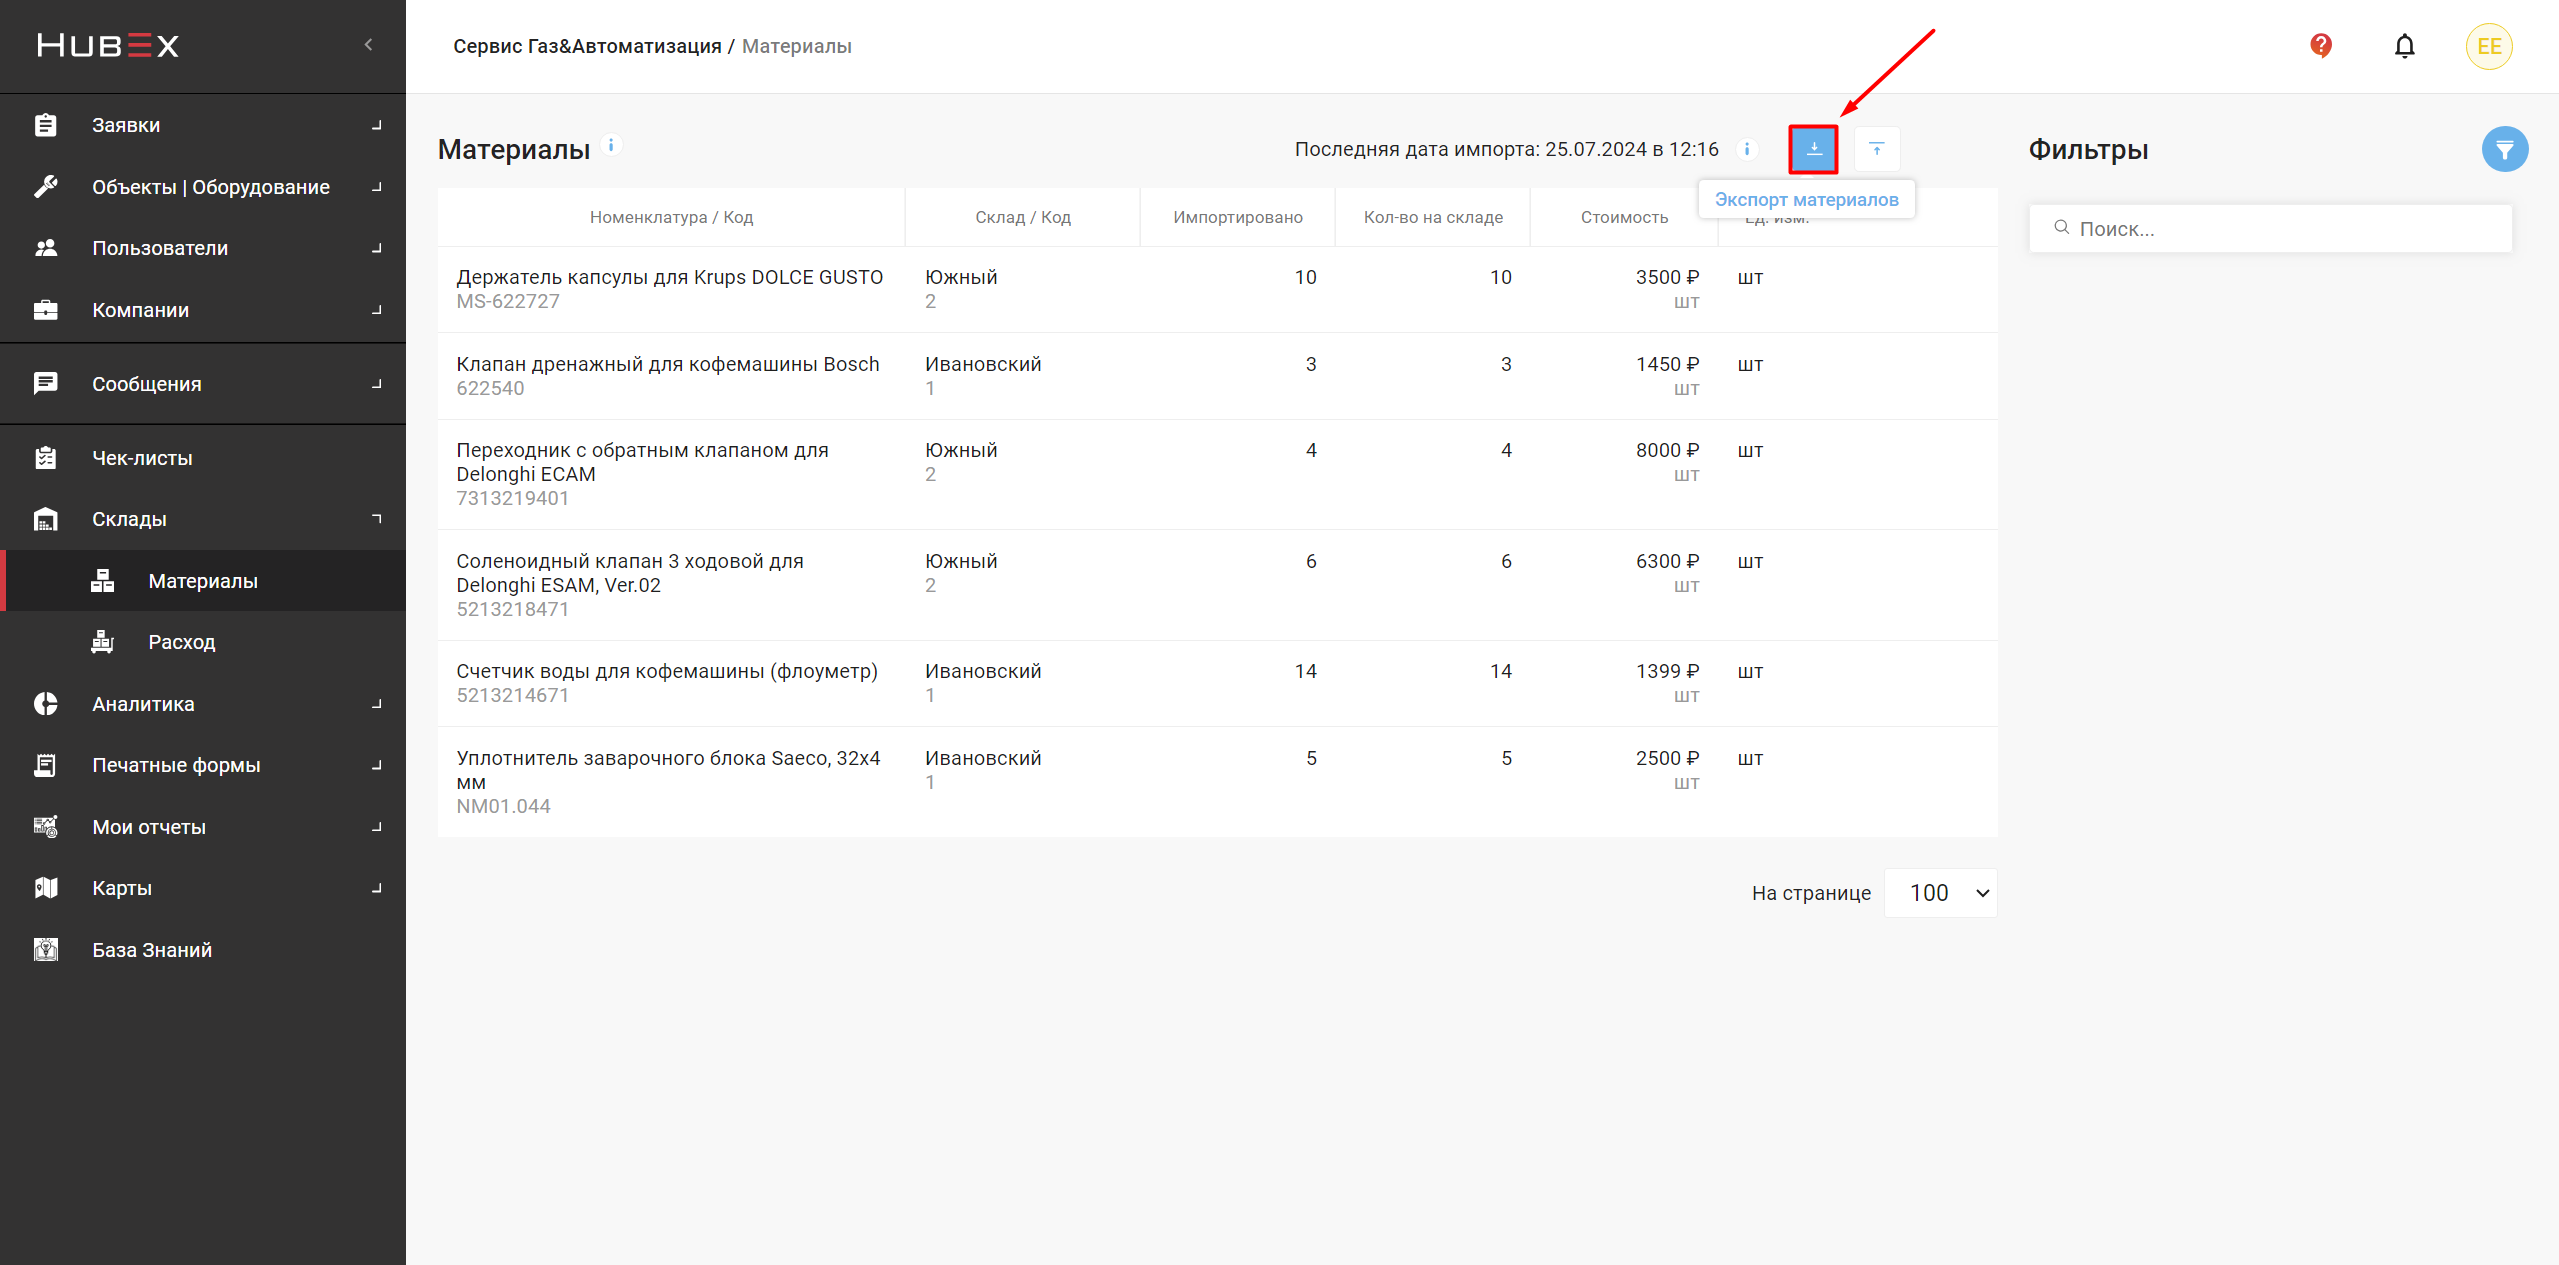 HUBEX
Сервис Газ&Автоматизация / Материалы
EE
Заявки
Объекты | Оборудование
Пользователи
Компании
Сообщения
Чек-листы
Склады
Материалы
Расход
Аналитика
Печатные формы
Мои отчеты
Карты
База Знаний
Материалы
Последняя дата импорта: 25.07.2024 в 12:16
Экспорт материалов
Номенклатура / Код
Склад / Код
Импортировано
Кол-во на складе
Стоимость
Ед. изм.
Держатель капсулы для Krups DOLCE GUSTO
MS-622727
Южный
2
10
10
3500 ₽
шт
шт
Клапан дренажный для кофемашины Bosch
622540
Ивановский
1
3
3
1450 ₽
шт
шт
Переходник с обратным клапаном для
Delonghi ECAM
7313219401
Южный
2
4
4
8000 ₽
шт
шт
Соленоидный клапан 3 ходовой для
Delonghi ESAM, Ver.02
5213218471
Южный
2
6
6
6300 ₽
шт
шт
Счетчик воды для кофемашины (флоуметр)
5213214671
Ивановский
1
14
14
1399 ₽
шт
шт
Уплотнитель заварочного блока Saeco, 32x4
мм
NM01.044
Ивановский
1
5
5
2500 ₽
шт
шт
На странице
100
Фильтры
Поиск...